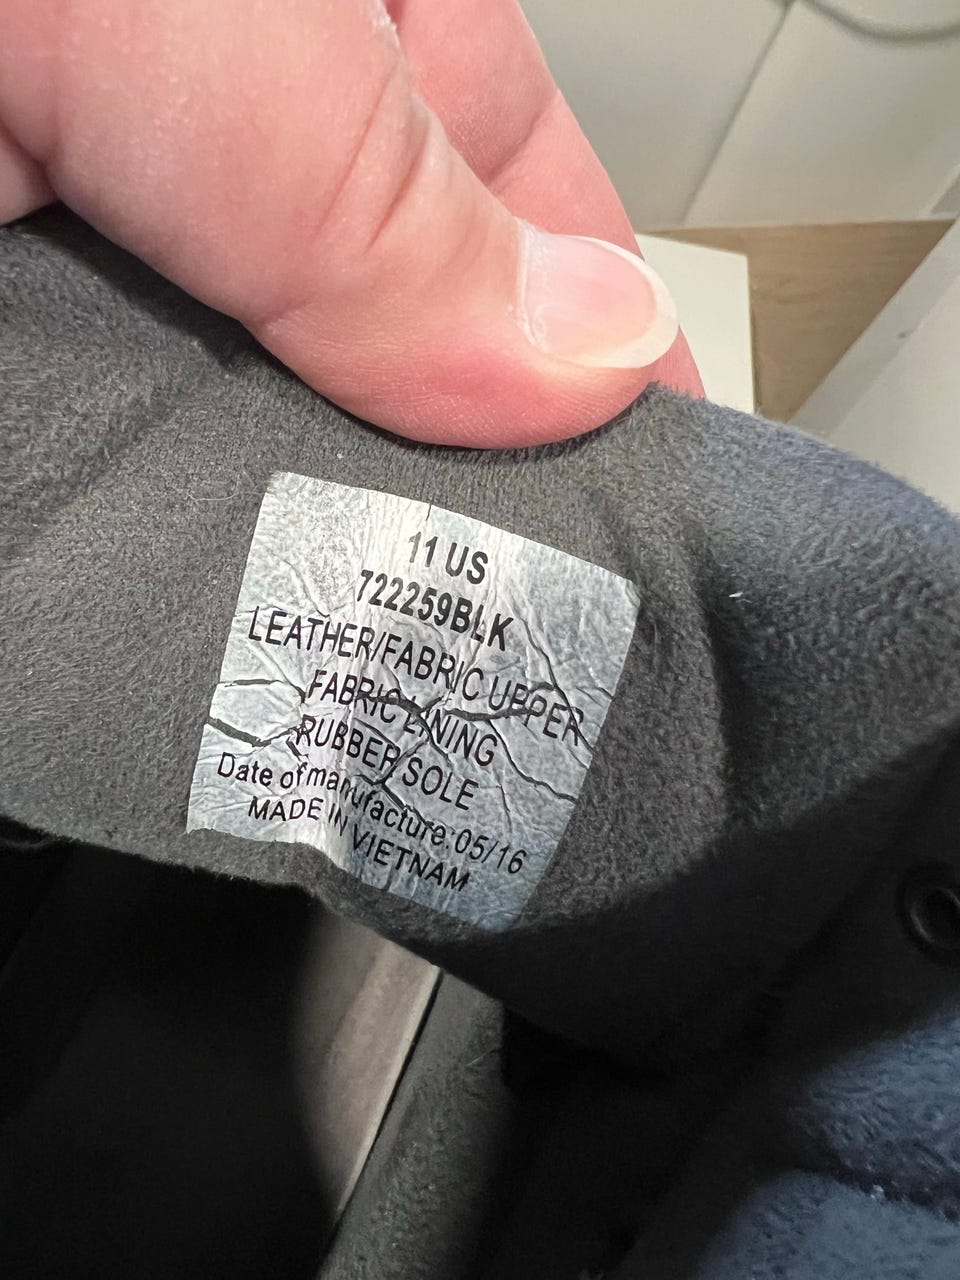 11 US
722259BLK
LEATHER/FABRIC UPPER
FABRIC LINING
RUBBER SOLE
Date of manufacture:05/16
MADE IN VIETNAM